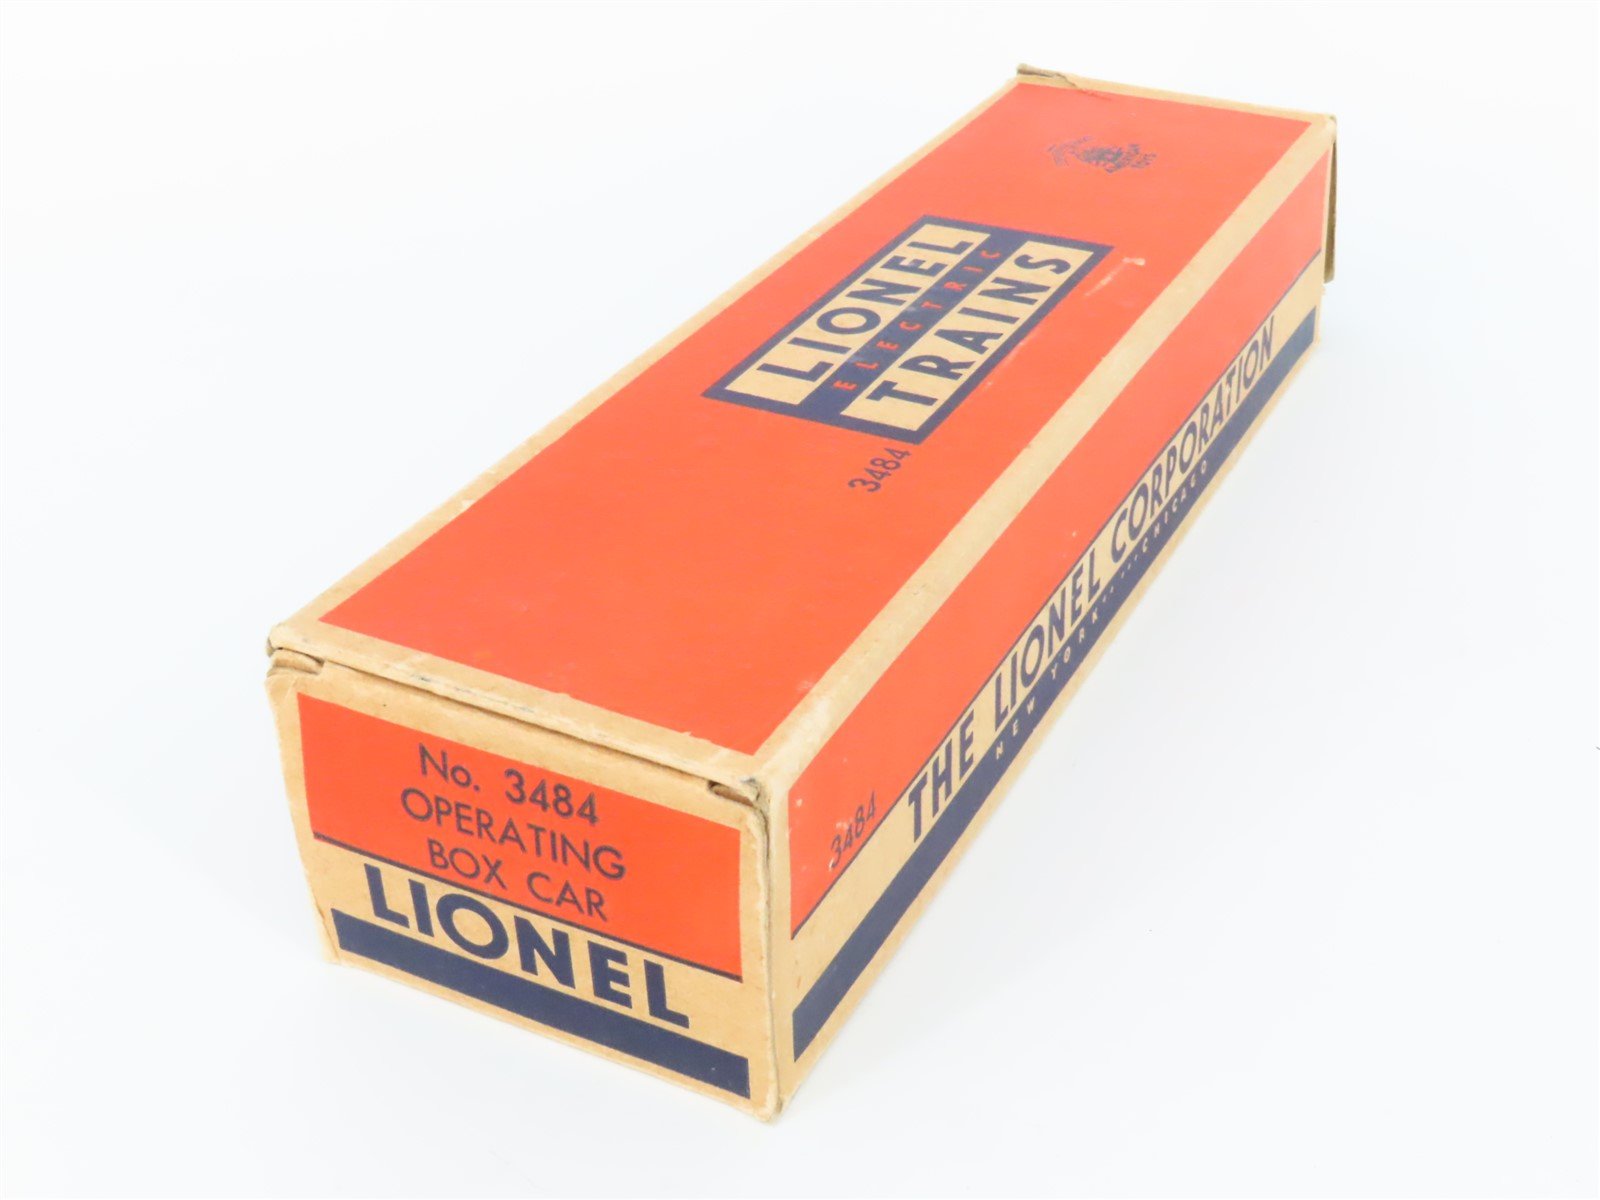 LIONEL
ELECTRIC
TRAINS
3484
THE LIONEL CORPORATION
NEW YORK CHICAGO
3484
No. 3484
OPERATING
BOX CAR
LIONEL